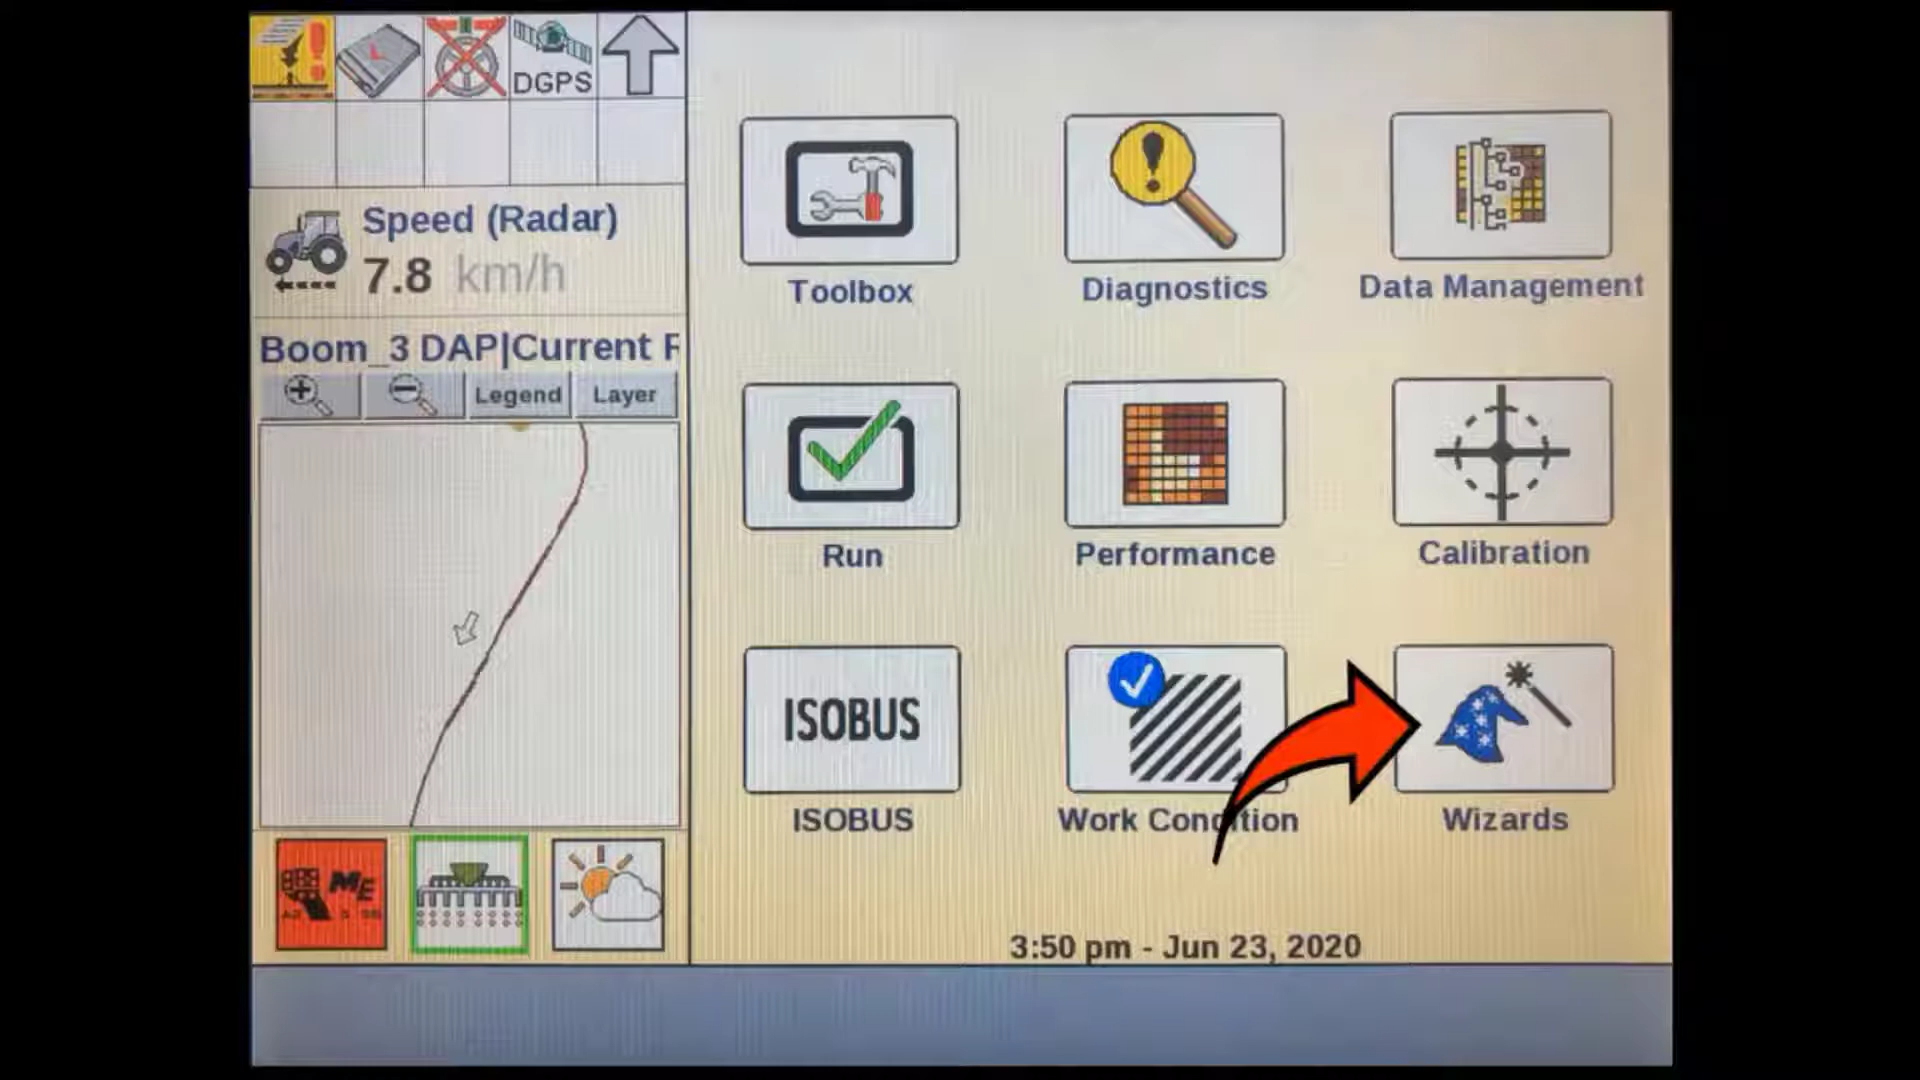 DGPS
Speed (Radar)
7.8 km/h
Boom_3 DAP|Current F
Legend
Layer
ME
Toolbox
Diagnostics
Data Management
Run
Performance
Calibration
ISOBUS
ISOBUS
Work Condition
Wizards
3:50 pm - Jun 23, 2020